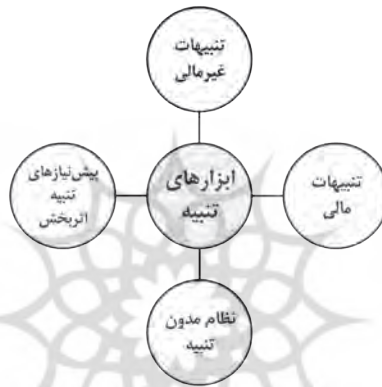 تنبیهات
غیرمالی
ابزارهای
تنبیه
تنبیهات
مالی
پیش‌نیازهای
تنبیه
اثربخش
نظام مدون
تنبیه